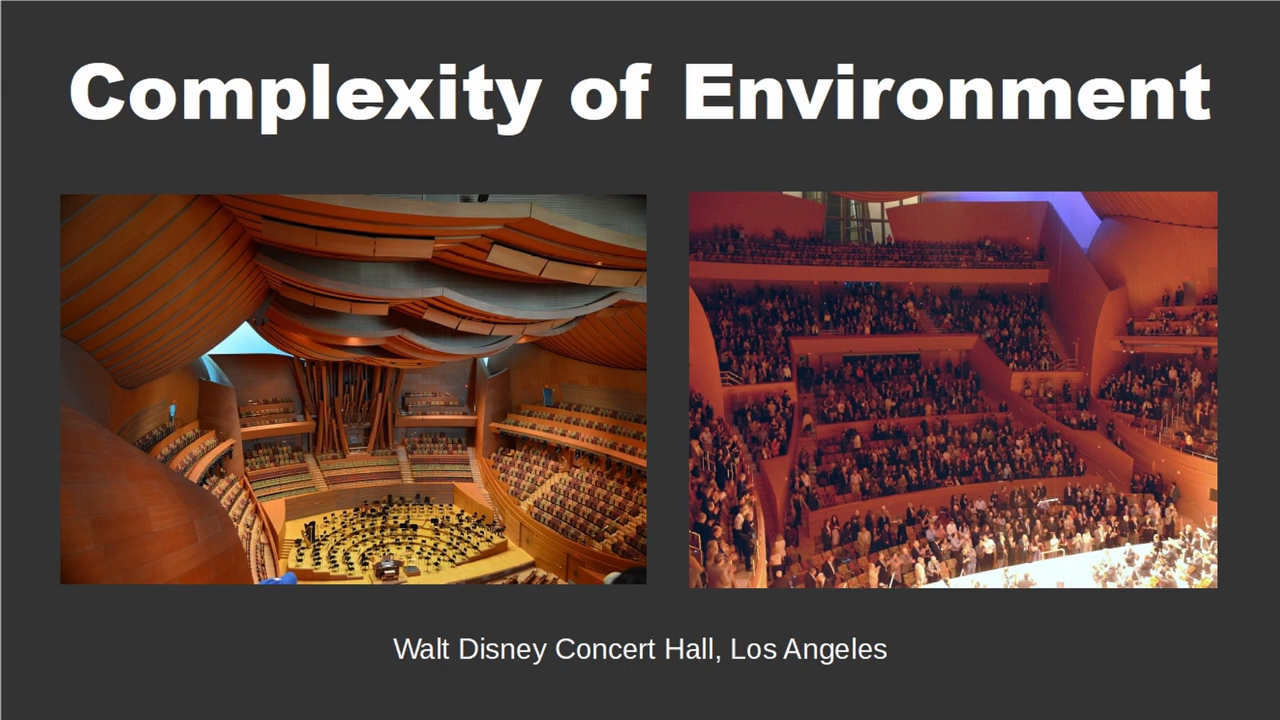 Complexity of Environment
Walt Disney Concert Hall, Los Angeles